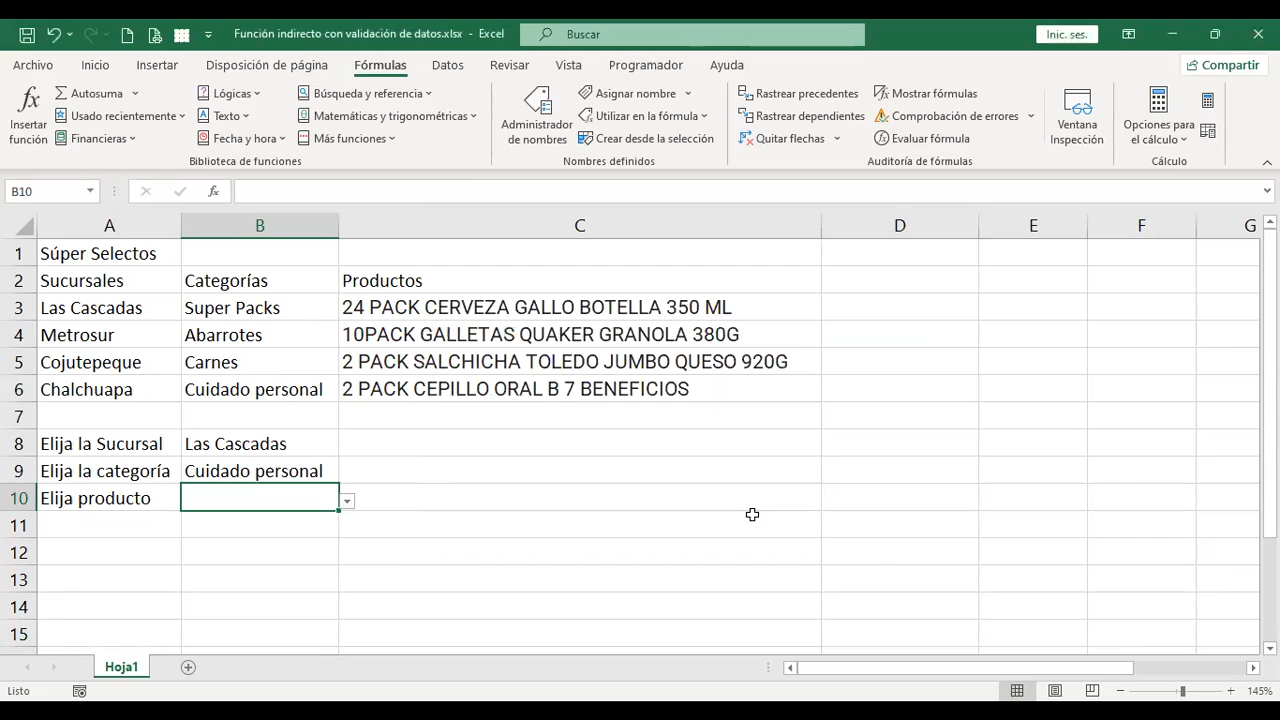 Función indirecto con validación de datos.xlsx - Excel
Buscar
Inic. ses.
Archivo Inicio Insertar Disposición de página Fórmulas Datos Revisar Vista Programador Ayuda
Compartir
Insertar función
Autosuma
Usado recientemente
Financieras
Lógicas
Texto
Fecha y hora
Búsqueda y referencia
Matemáticas y trigonométricas
Más funciones
Biblioteca de funciones
Administrador de nombres
Asignar nombre
Utilizar en la fórmula
Crear desde la selección
Nombres definidos
Rastrear precedentes
Rastrear dependientes
Quitar flechas
Mostrar fórmulas
Comprobación de errores
Evaluar fórmula
Auditoría de fórmulas
Ventana Inspección
Opciones para el cálculo
Cálculo
B10
fx
A B C D E F G
1 Súper Selectos
2 Sucursales Categorías Productos
3 Las Cascadas Super Packs 24 PACK CERVEZA GALLO BOTELLA 350 ML
4 Metrosur Abarrotes 10PACK GALLETAS QUAKER GRANOLA 380G
5 Cojutepeque Carnes 2 PACK SALCHICHA TOLEDO JUMBO QUESO 920G
6 Chalchuapa Cuidado personal 2 PACK CEPILLO ORAL B 7 BENEFICIOS
7
8 Elija la Sucursal Las Cascadas
9 Elija la categoría Cuidado personal
10 Elija producto
11
12
13
14
15
Hoja1
Listo
145%